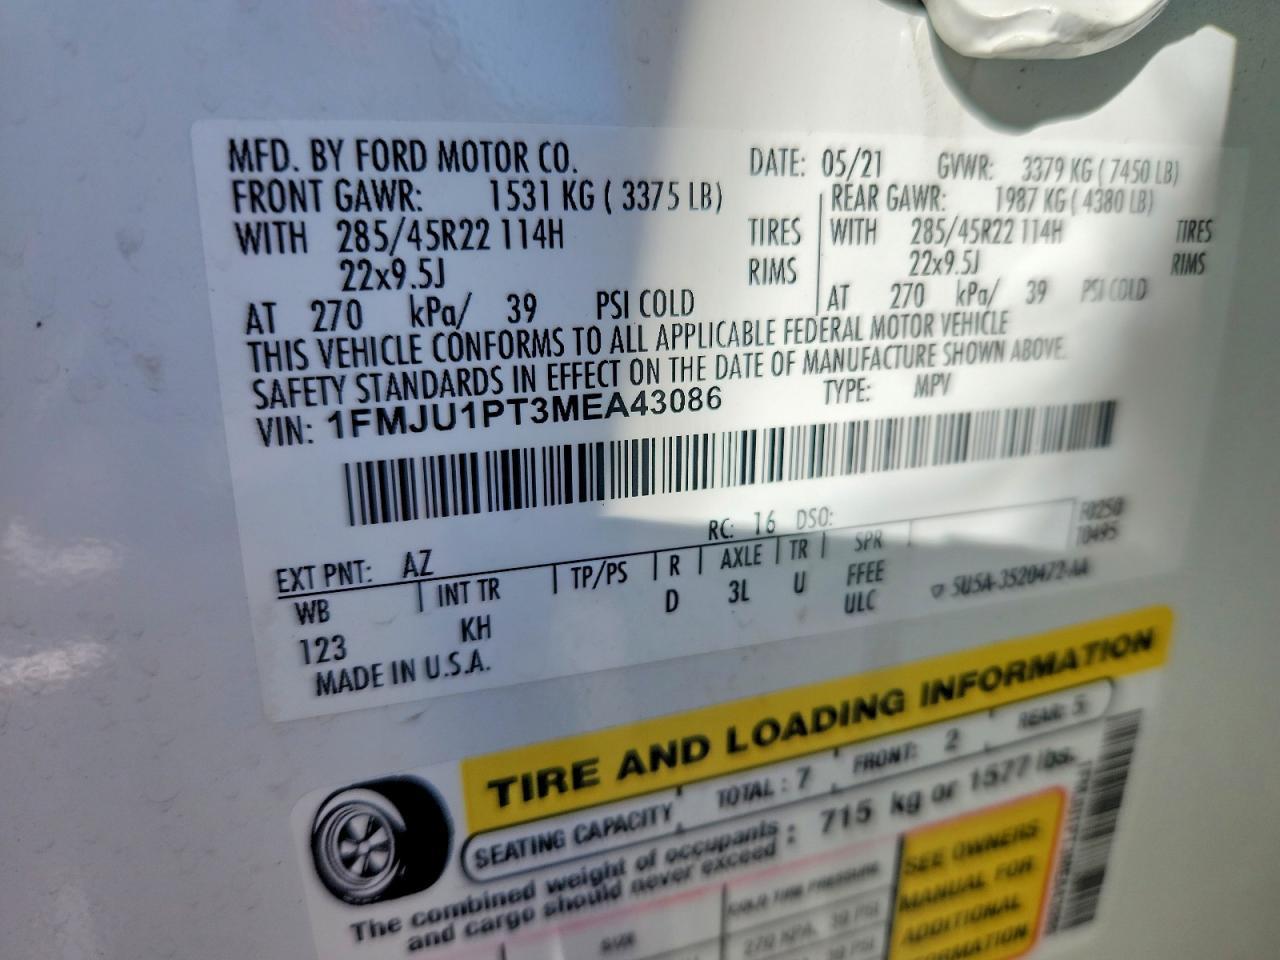 MFD. BY FORD MOTOR CO. DATE: 05/21 GVWR: 3379 KG ( 7450 LB)
FRONT GAWR: 1531 KG ( 3375 LB) REAR GAWR: 1987 KG ( 4380 LB)
WITH 285/45R22 114H TIRES WITH 285/45R22 114H TIRES
22x9.5J RIMS 22x9.5J RIMS
AT 270 kPa/ 39 PSI COLD AT 270 kPa/ 39 PSI COLD
THIS VEHICLE CONFORMS TO ALL APPLICABLE FEDERAL MOTOR VEHICLE
SAFETY STANDARDS IN EFFECT ON THE DATE OF MANUFACTURE SHOWN ABOVE.
VIN: 1FMJU1PT3MEA43086 TYPE: MPV
EXT PNT: AZ RC: 16 DSO: F0250
T0495
WB INT TR TP/PS R AXLE TR SPR
123 KH D 3L U FFEE
ULC 5U5A-3520472-AA
MADE IN U.S.A.
TIRE AND LOADING INFORMATION
SEATING CAPACITY TOTAL : 7 FRONT: 2 REAR: 5
The combined weight of occupants and cargo should never exceed : 715 kg or 1577 lbs.
SIZE
SEE OWNERS
MANUAL FOR
ADDITIONAL